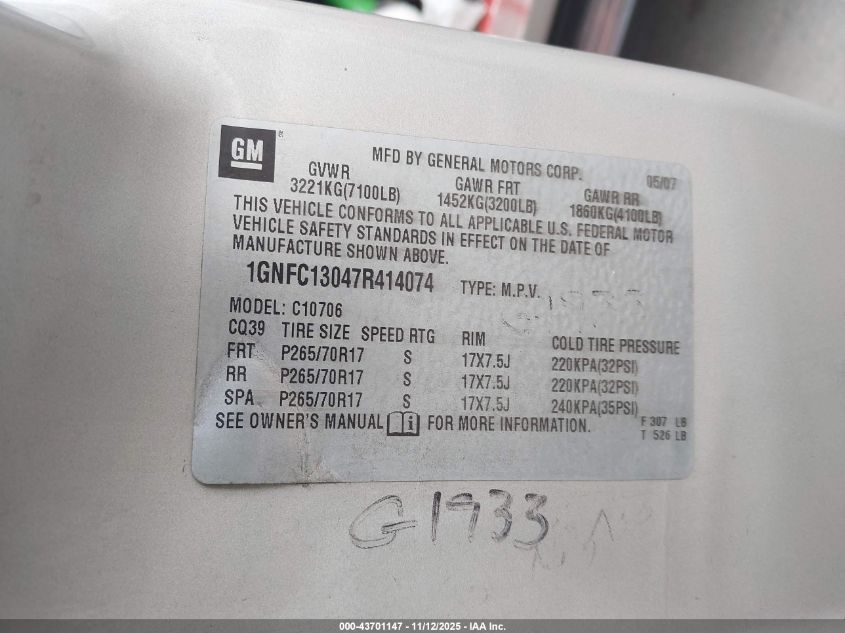 GM ®
MFD BY GENERAL MOTORS CORP. 05/07
GVWR GAWR FRT GAWR RR
3221KG(7100LB) 1452KG(3200LB) 1860KG(4100LB)
THIS VEHICLE CONFORMS TO ALL APPLICABLE U.S. FEDERAL MOTOR
VEHICLE SAFETY STANDARDS IN EFFECT ON THE DATE OF
MANUFACTURE SHOWN ABOVE.
1GNFC13047R414074 TYPE: M.P.V.
MODEL: C10706
CQ39 TIRE SIZE SPEED RTG RIM COLD TIRE PRESSURE
FRT P265/70R17 S 17X7.5J 220KPA(32PSI)
RR P265/70R17 S 17X7.5J 220KPA(32PSI)
SPA P265/70R17 S 17X7.5J 240KPA(35PSI)
SEE OWNER'S MANUAL i FOR MORE INFORMATION.
F 307 LB
T 526 LB
G1933
000-43701147 - 11/12/2025 - IAA Inc.